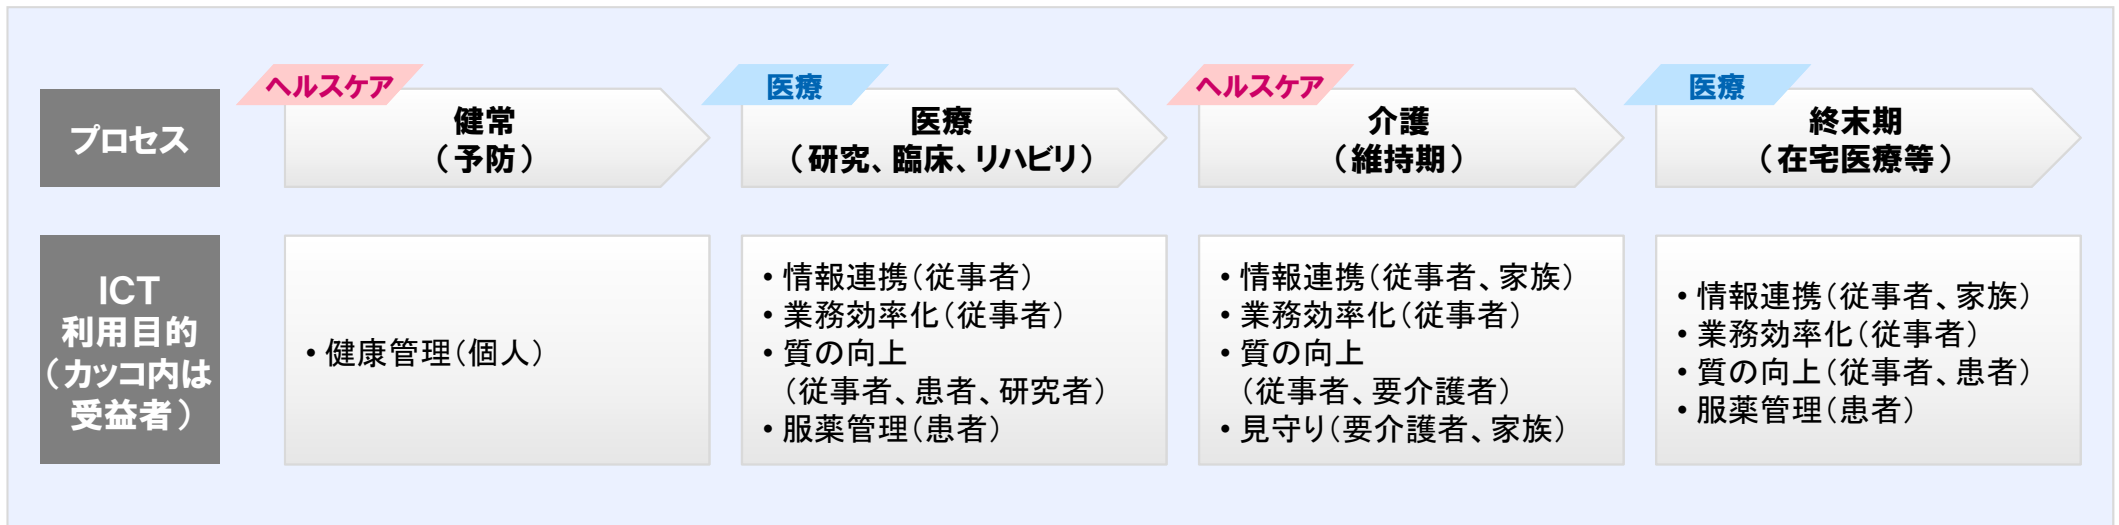 プロセス
ヘルスケア
健常
（予防）
医療
医療
（研究、臨床、リハビリ）
ヘルスケア
介護
（維持期）
医療
終末期
（在宅医療等）
ICT
利用目的
（カッコ内は
受益者）
• 健康管理（個人）
• 情報連携（従事者）
• 業務効率化（従事者）
• 質の向上
（従事者、患者、研究者）
• 服薬管理（患者）
• 情報連携（従事者、家族）
• 業務効率化（従事者）
• 質の向上
（従事者、要介護者）
• 見守り（要介護者、家族）
• 情報連携（従事者、家族）
• 業務効率化（従事者）
• 質の向上（従事者、患者）
• 服薬管理（患者）